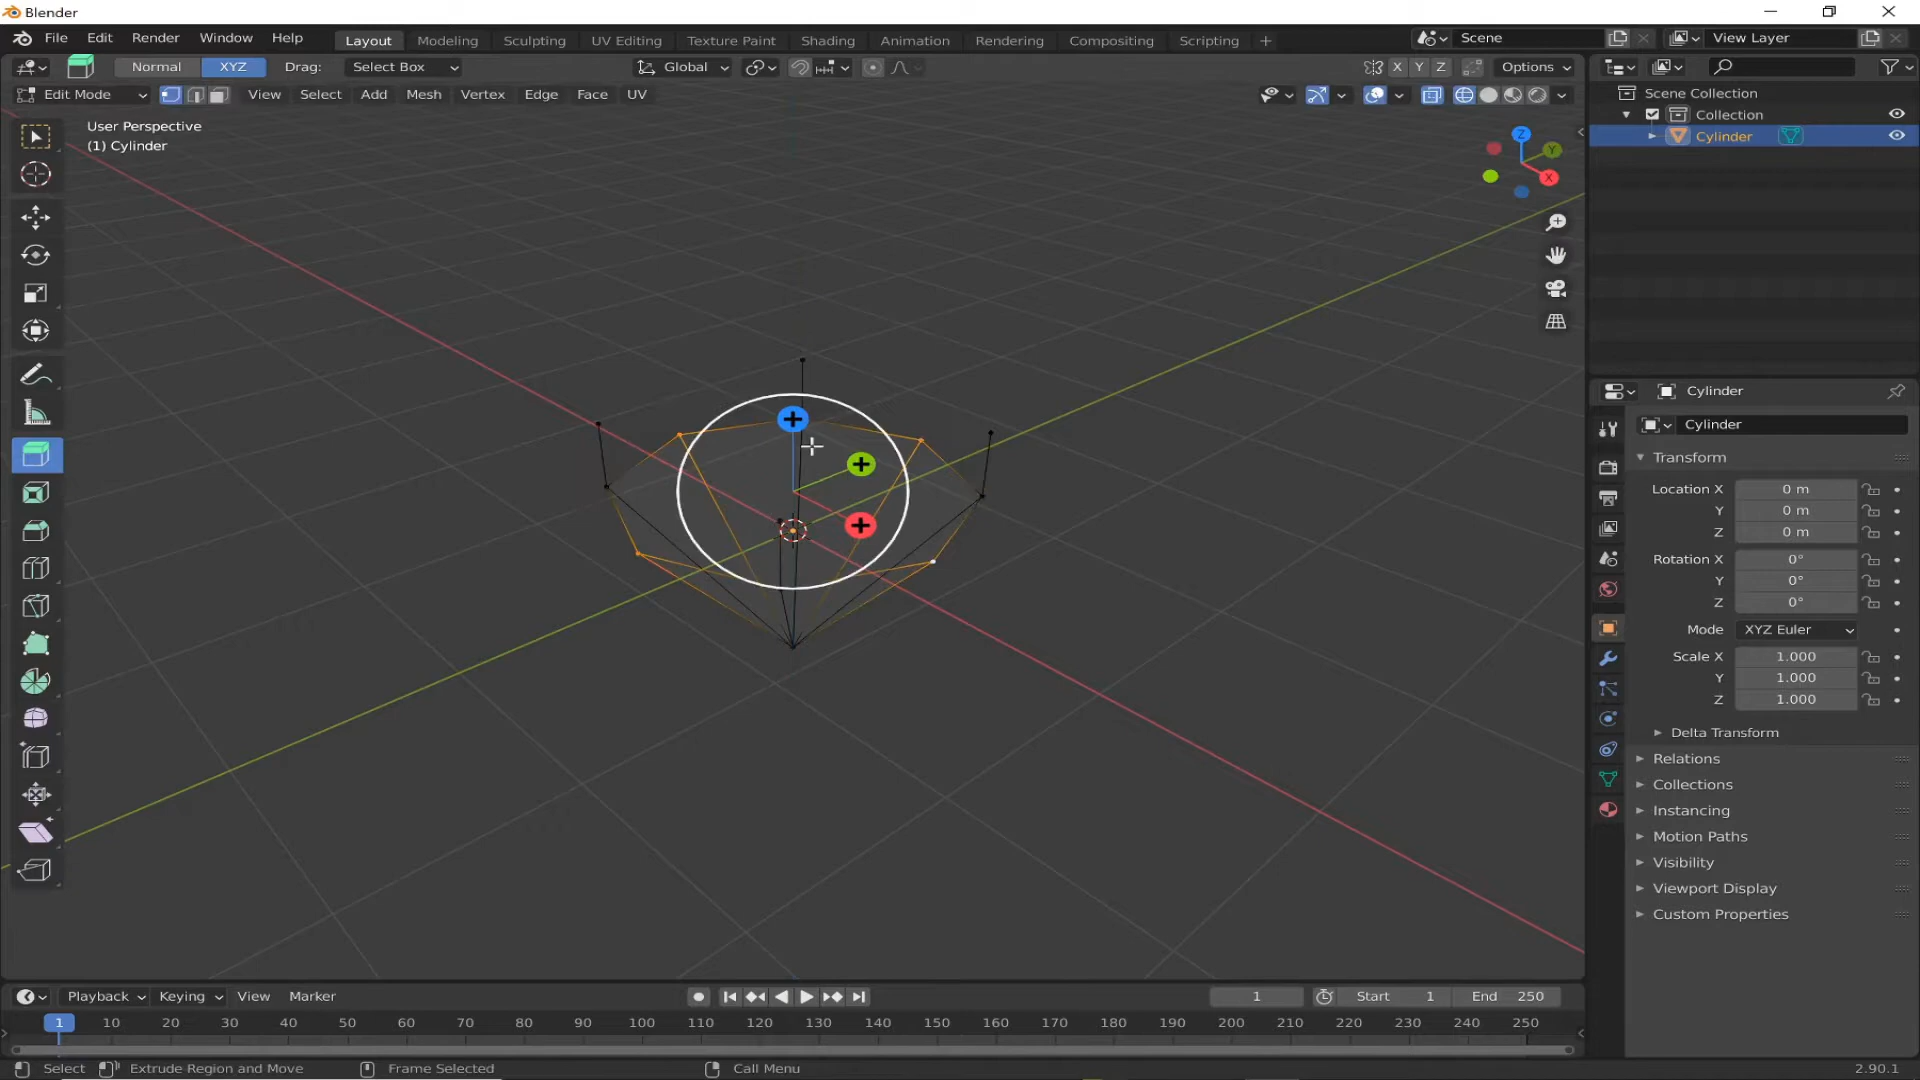 Blender
File Edit Render Window Help Layout Modeling Sculpting UV Editing Texture Paint Shading Animation Rendering Compositing Scripting + Scene View Layer
Normal XYZ Drag: Select Box Global X Y Z Options
Edit Mode View Select Add Mesh Vertex Edge Face UV
User Perspective
(1) Cylinder
Z
Y
X
Scene Collection
Collection
Cylinder
Cylinder
Cylinder
Transform
Location X 0 m
Y 0 m
Z 0 m
Rotation X 0°
Y 0°
Z 0°
Mode XYZ Euler
Scale X 1.000
Y 1.000
Z 1.000
Delta Transform
Relations
Collections
Instancing
Motion Paths
Visibility
Viewport Display
Custom Properties
Playback Keying View Marker 1 Start 1 End 250
1 10 20 30 40 50 60 70 80 90 100 110 120 130 140 150 160 170 180 190 200 210 220 230 240 250
Select Extrude Region and Move Frame Selected Call Menu 2.90.1